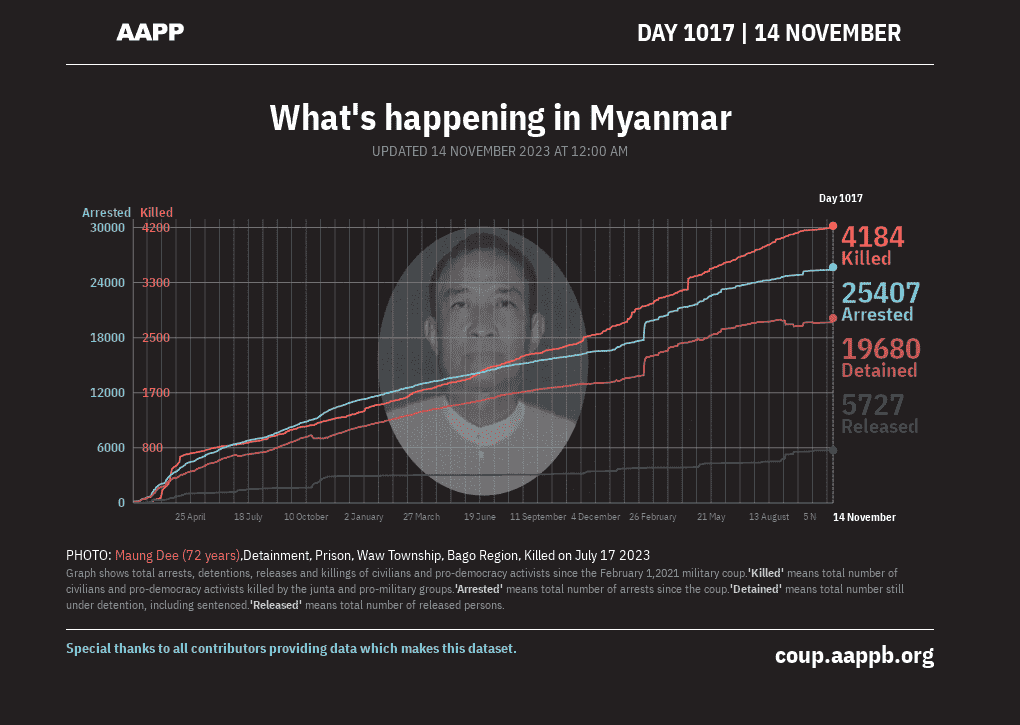 AAPP
DAY 1017 | 14 NOVEMBER
What's happening in Myanmar
UPDATED 14 NOVEMBER 2023 AT 12:00 AM
Day 1017
Arrested Killed
30000 4200
24000 3300
18000 2500
12000 1700
6000 800
0
4184
Killed
25407
Arrested
19680
Detained
5727
Released
25 April 18 July 10 October 2 January 27 March 19 June 11 September 4 December 26 February 21 May 13 August 5 N 14 November
PHOTO: Maung Dee (72 years),Detainment, Prison, Waw Township, Bago Region, Killed on July 17 2023
Graph shows total arrests, detentions, releases and killings of civilians and pro-democracy activists since the February 1,2021 military coup.'Killed' means total number of
civilians and pro-democracy activists killed by the junta and pro-military groups.'Arrested' means total number of arrests since the coup.'Detained' means total number still
under detention, including sentenced.'Released' means total number of released persons.
Special thanks to all contributors providing data which makes this dataset.
coup.aappb.org